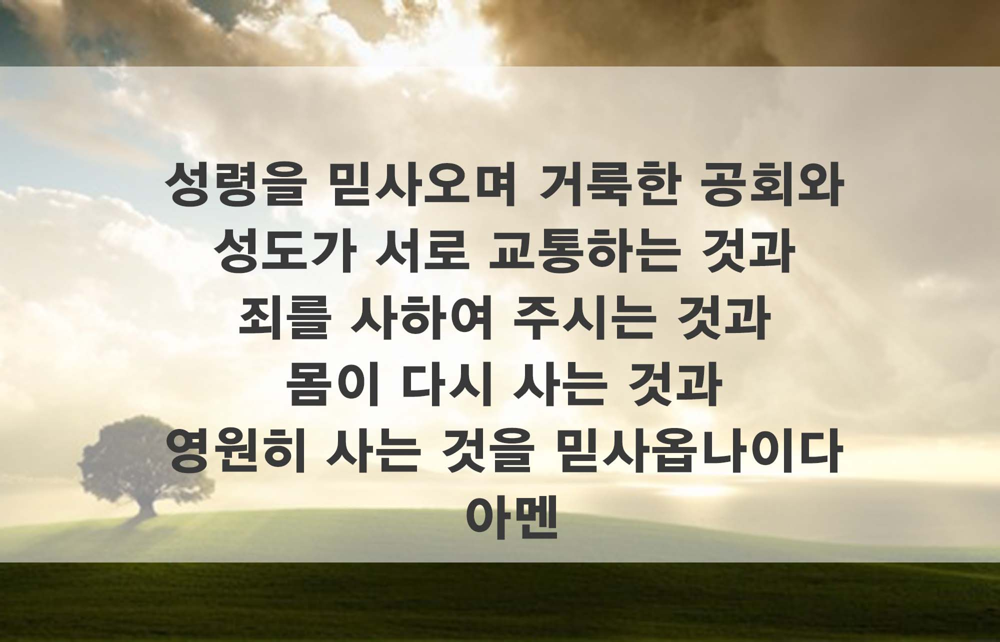 성령을 믿사오며 거룩한 공회와
성도가 서로 교통하는 것과
죄를 사하여 주시는 것과
몸이 다시 사는 것과
영원히 사는 것을 믿사옵나이다
아멘